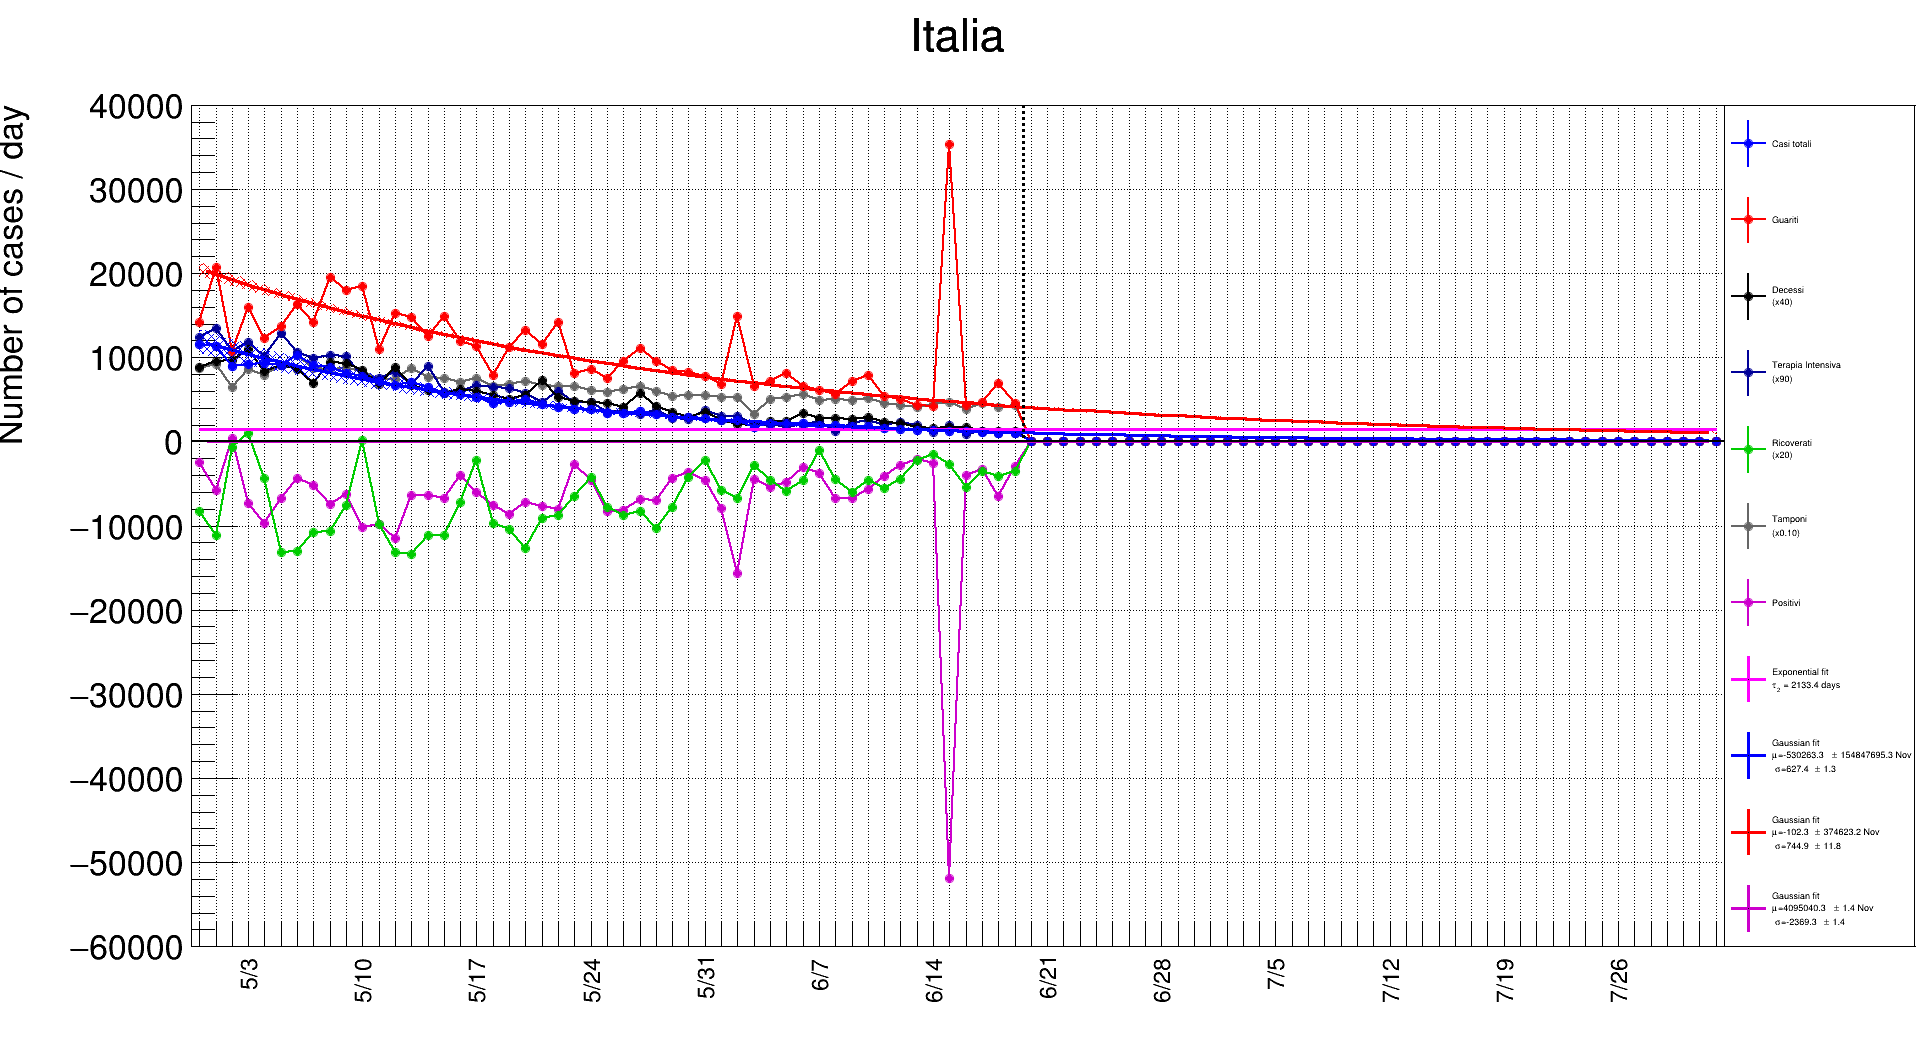 Italia
Number of cases / day
40000
30000
20000
10000
0
−10000
−20000
−30000
−40000
−50000
−60000
5/3
5/10
5/17
5/24
5/31
6/7
6/14
6/21
6/28
7/5
7/12
7/19
7/26
Casi totali
Guariti
Decessi
(x40)
Terapia Intensiva
(x90)
Ricoverati
(x20)
Tamponi
(x0.10)
Positivi
Exponential fit
τ2 = 2133.4 days
Gaussian fit
μ=-530263.3 ± 154847695.3 Nov
σ=627.4 ± 1.3
Gaussian fit
μ=-102.3 ± 374623.2 Nov
σ=744.9 ± 11.8
Gaussian fit
μ=4095040.3 ± 1.4 Nov
σ=-2369.3 ± 1.4